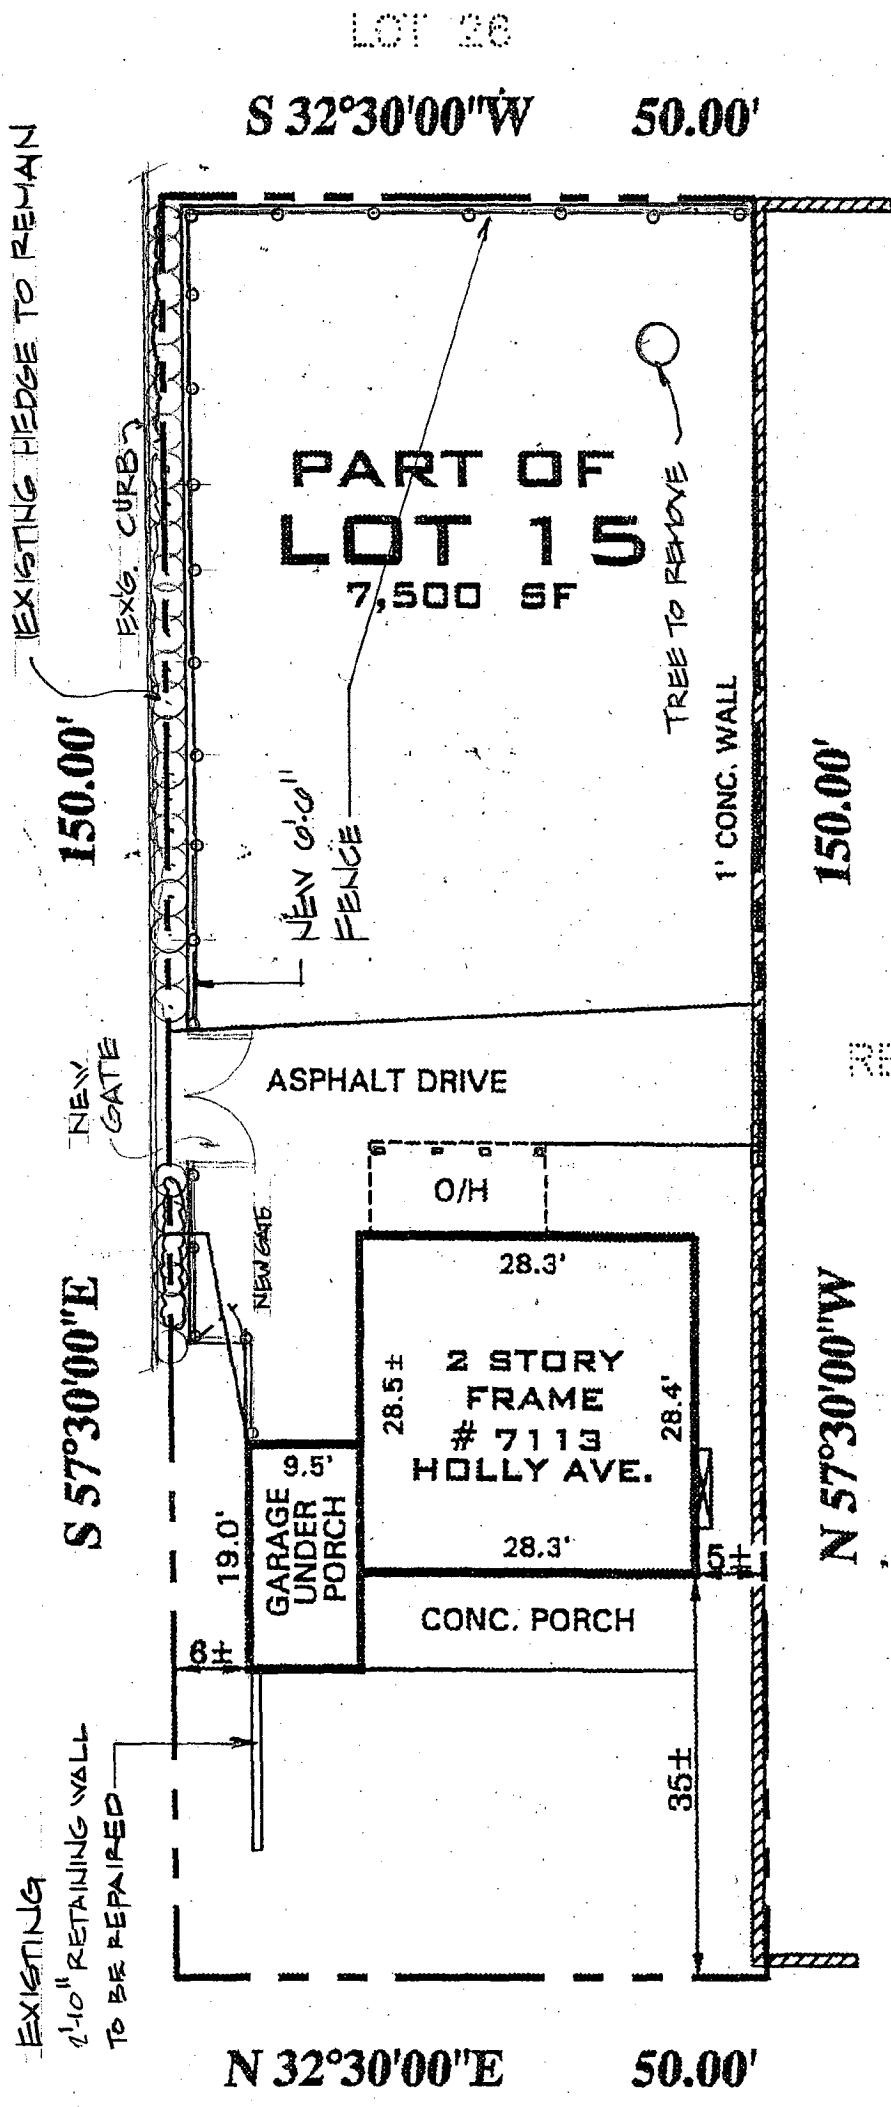 LOT 26
S 32°30'00"W 50.00'
EXISTING HEDGE TO REMAIN
EX'G. CURB
PART OF
LOT 15
7,500 SF
TREE TO REMOVE
1' CONC. WALL
150.00'
150.00'
NEW 6'-0"
FENCE
NEW
GATE
ASPHALT DRIVE
RE
O/H
NEW GATE
28.3'
S 57°30'00"E
28.5±
2 STORY
FRAME
# 7113
HOLLY AVE.
28.4'
N 57°30'00"W
9.5'
19.0'
GARAGE
UNDER
PORCH
28.3'
5±
CONC. PORCH
6±
35±
EXISTING
2'-10" RETAINING WALL
TO BE REPAIRED
N 32°30'00"E 50.00'